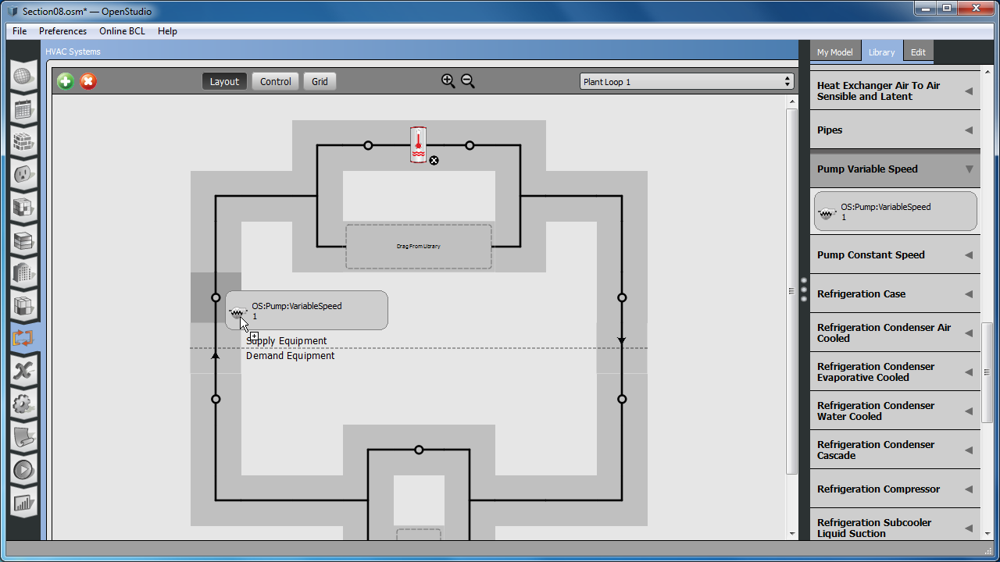 Section08.osm* — OpenStudio
File Preferences Online BCL Help
HVAC Systems
My Model Library Edit
Layout Control Grid
Plant Loop 1
Heat Exchanger Air To Air
Sensible and Latent
Pipes
Pump Variable Speed
OS:Pump:VariableSpeed
1
Pump Constant Speed
Refrigeration Case
Refrigeration Condenser Air
Cooled
Refrigeration Condenser
Evaporative Cooled
Refrigeration Condenser
Water Cooled
Refrigeration Condenser
Cascade
Refrigeration Compressor
Refrigeration Subcooler
Liquid Suction
Drag From Library
OS:Pump:VariableSpeed
1
Supply Equipment
Demand Equipment